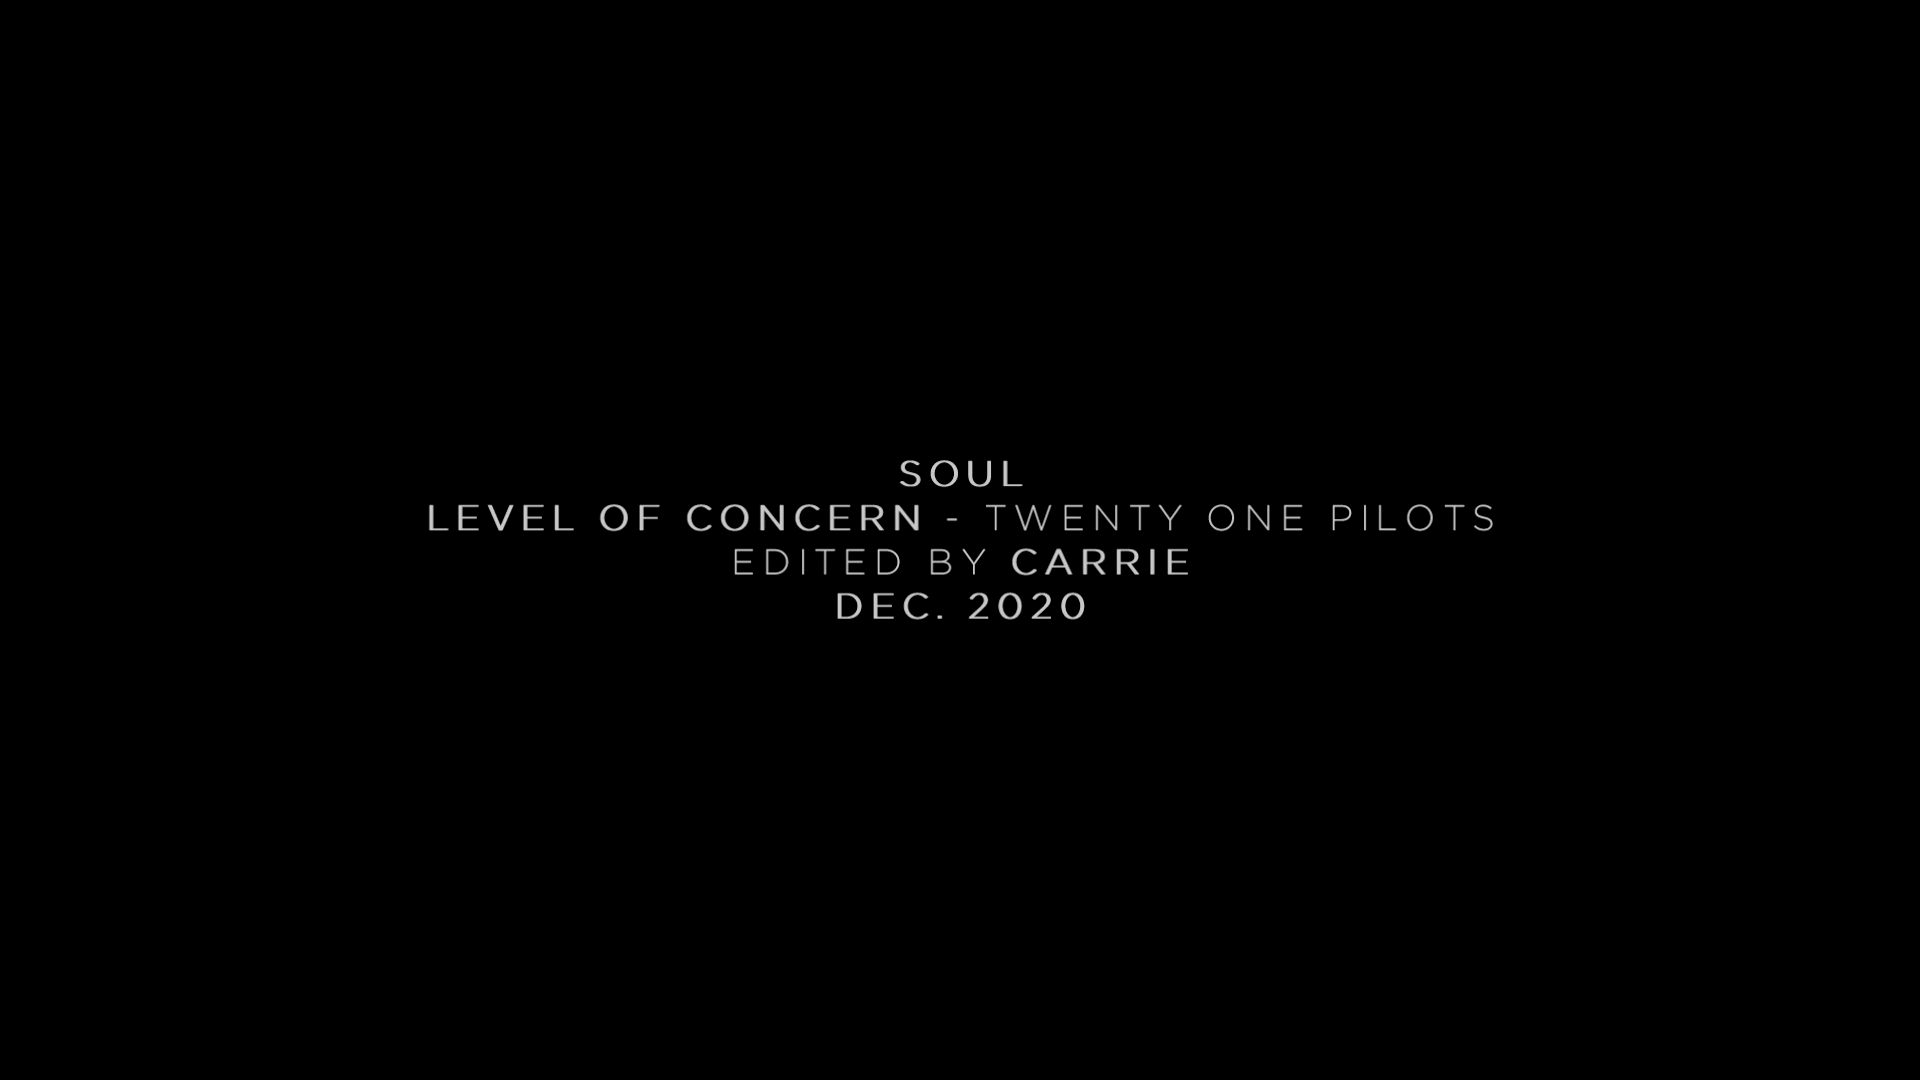 SOUL
LEVEL OF CONCERN - TWENTY ONE PILOTS
EDITED BY CARRIE
DEC. 2020